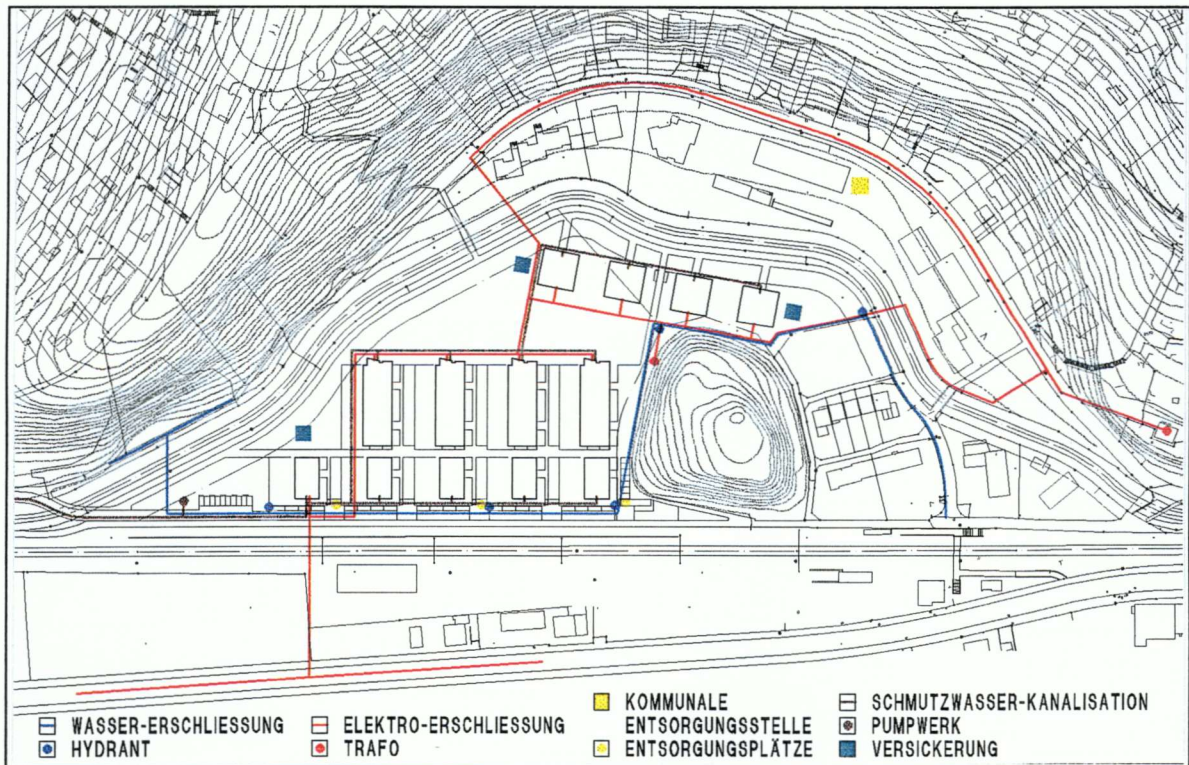 WASSER-ERSCHLIESSUNG
HYDRANT
ELEKTRO-ERSCHLIESSUNG
TRAFO
KOMMUNALE
ENTSORGUNGSSTELLE
ENTSORGUNGSPLÄTZE
SCHMUTZWASSER-KANALISATION
PUMPWERK
VERSICKERUNG